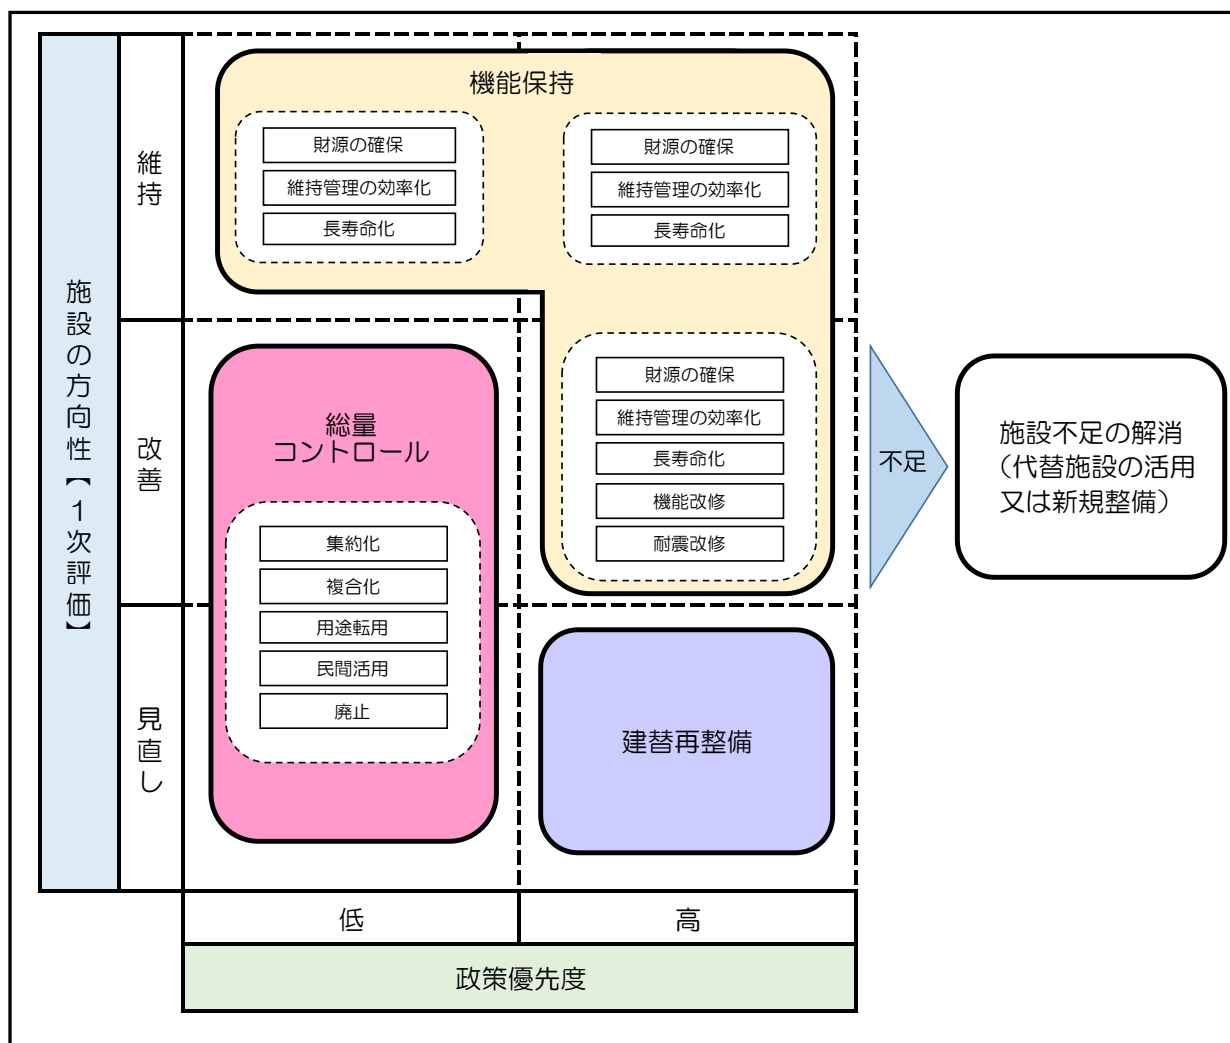 施設の方向性【１次評価】
維持
改善
見直し
機能保持
財源の確保
維持管理の効率化
長寿命化
財源の確保
維持管理の効率化
長寿命化
財源の確保
維持管理の効率化
長寿命化
機能改修
耐震改修
総量
コントロール
集約化
複合化
用途転用
民間活用
廃止
建替再整備
不足
施設不足の解消
（代替施設の活用
又は新規整備）
低
高
政策優先度